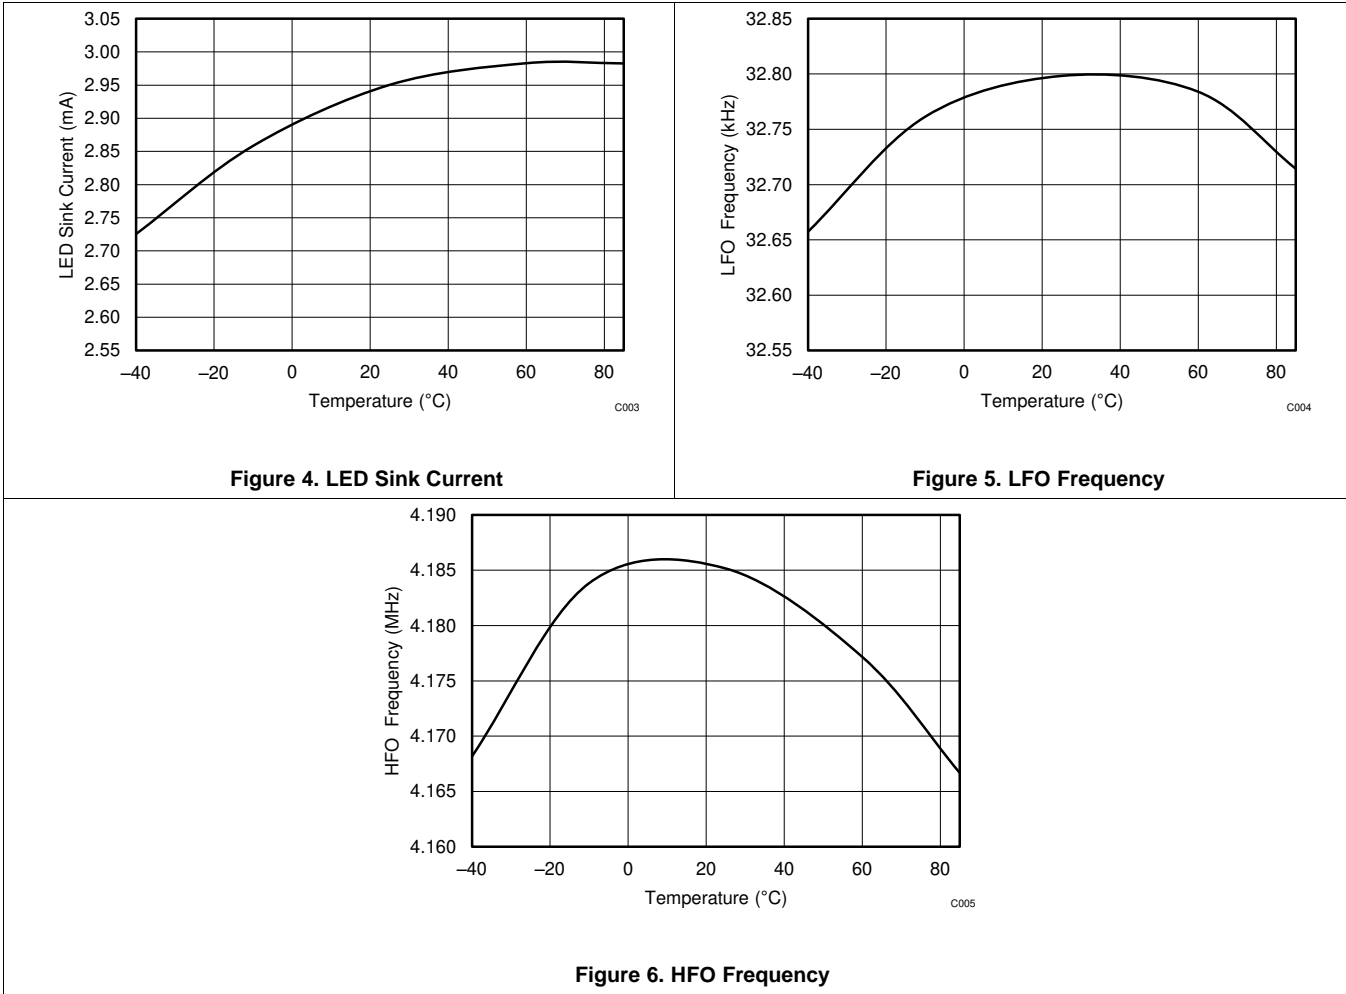 LED Sink Current (mA)
3.05
3.00
2.95
2.90
2.85
2.80
2.75
2.70
2.65
2.60
2.55
–40 –20 0 20 40 60 80
Temperature (°C)
C003
Figure 4. LED Sink Current
LFO Frequency (kHz)
32.85
32.80
32.75
32.70
32.65
32.60
32.55
–40 –20 0 20 40 60 80
Temperature (°C)
C004
Figure 5. LFO Frequency
HFO Frequency (MHz)
4.190
4.185
4.180
4.175
4.170
4.165
4.160
–40 –20 0 20 40 60 80
Temperature (°C)
C005
Figure 6. HFO Frequency